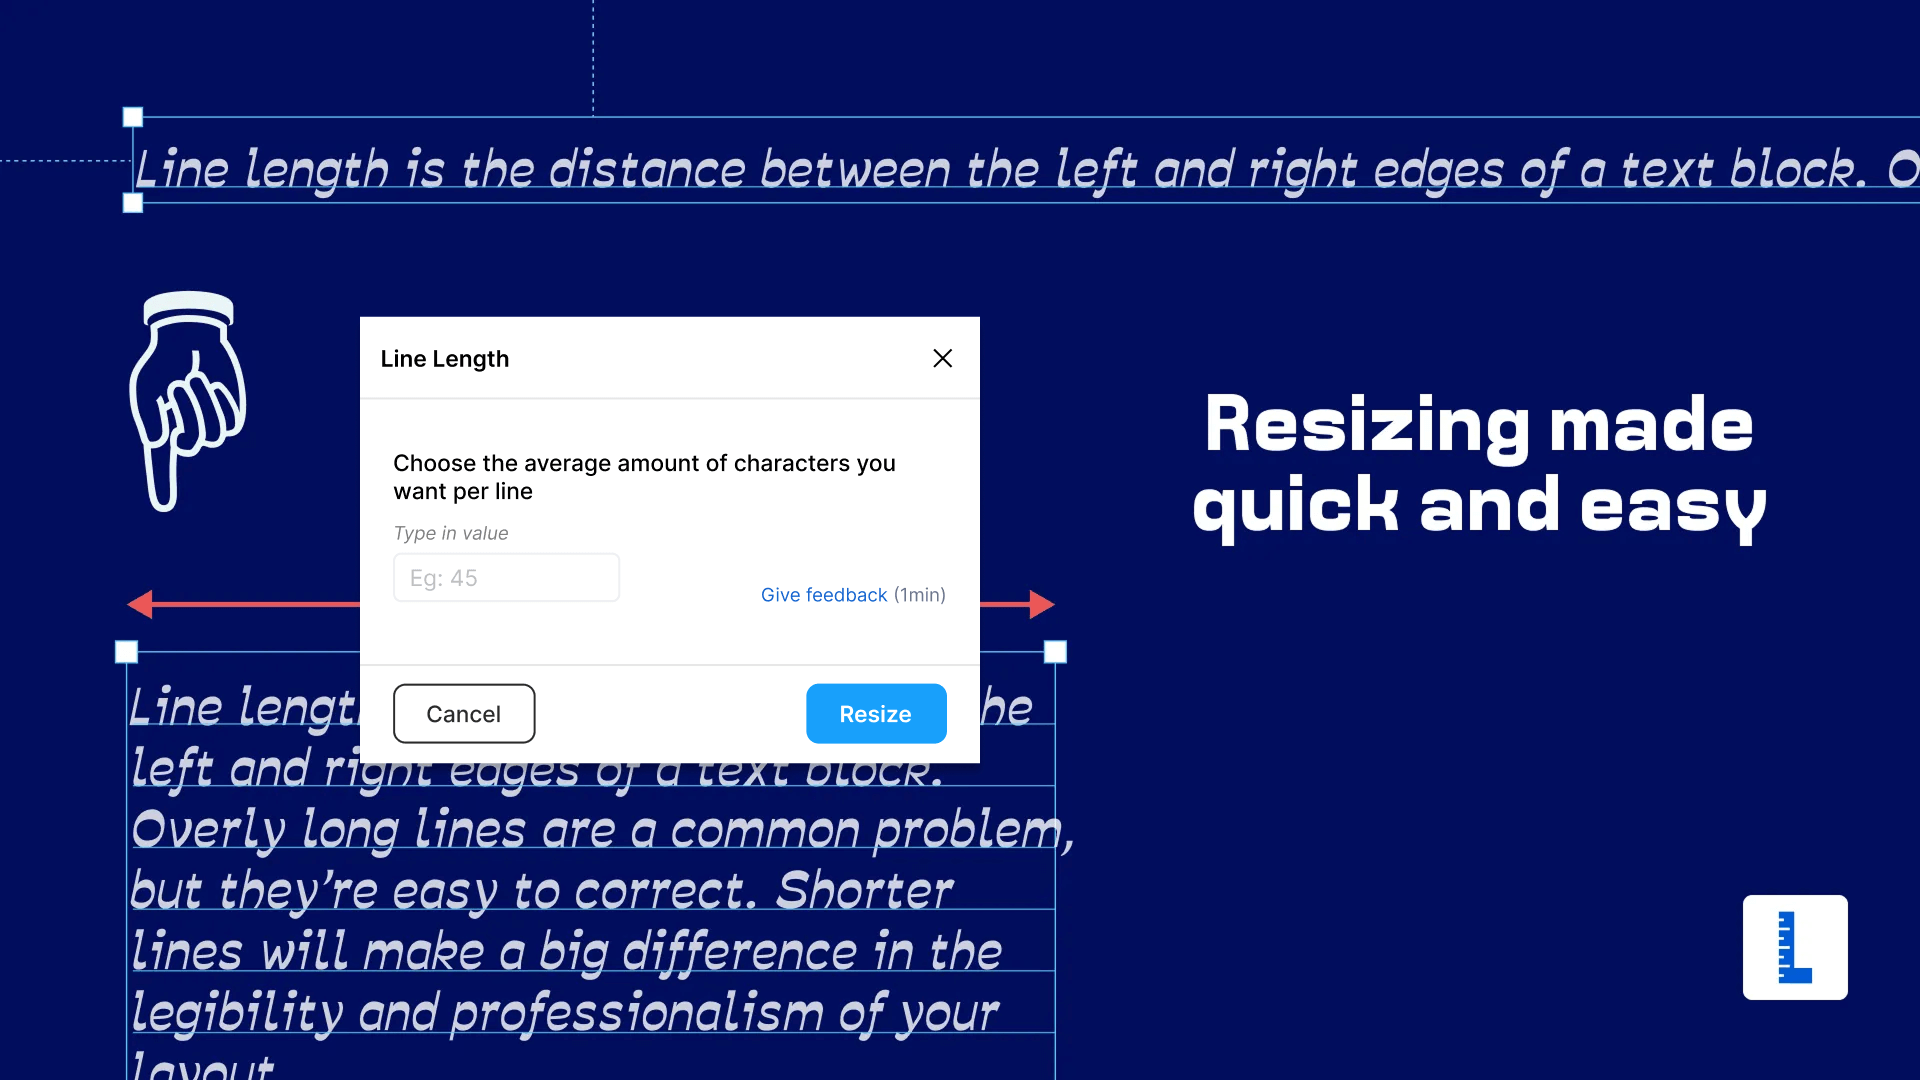 Line length is the distance between the left and right edges of a text block. O
Line Length
Choose the average amount of characters you
want per line
Type in value
Eg: 45
Give feedback (1min)
Cancel
Resize
Resizing made
quick and easy
Line lengt he
left and right edges of a text block.
Overly long lines are a common problem,
but they’re easy to correct. Shorter
lines will make a big difference in the
legibility and professionalism of your
layout
L